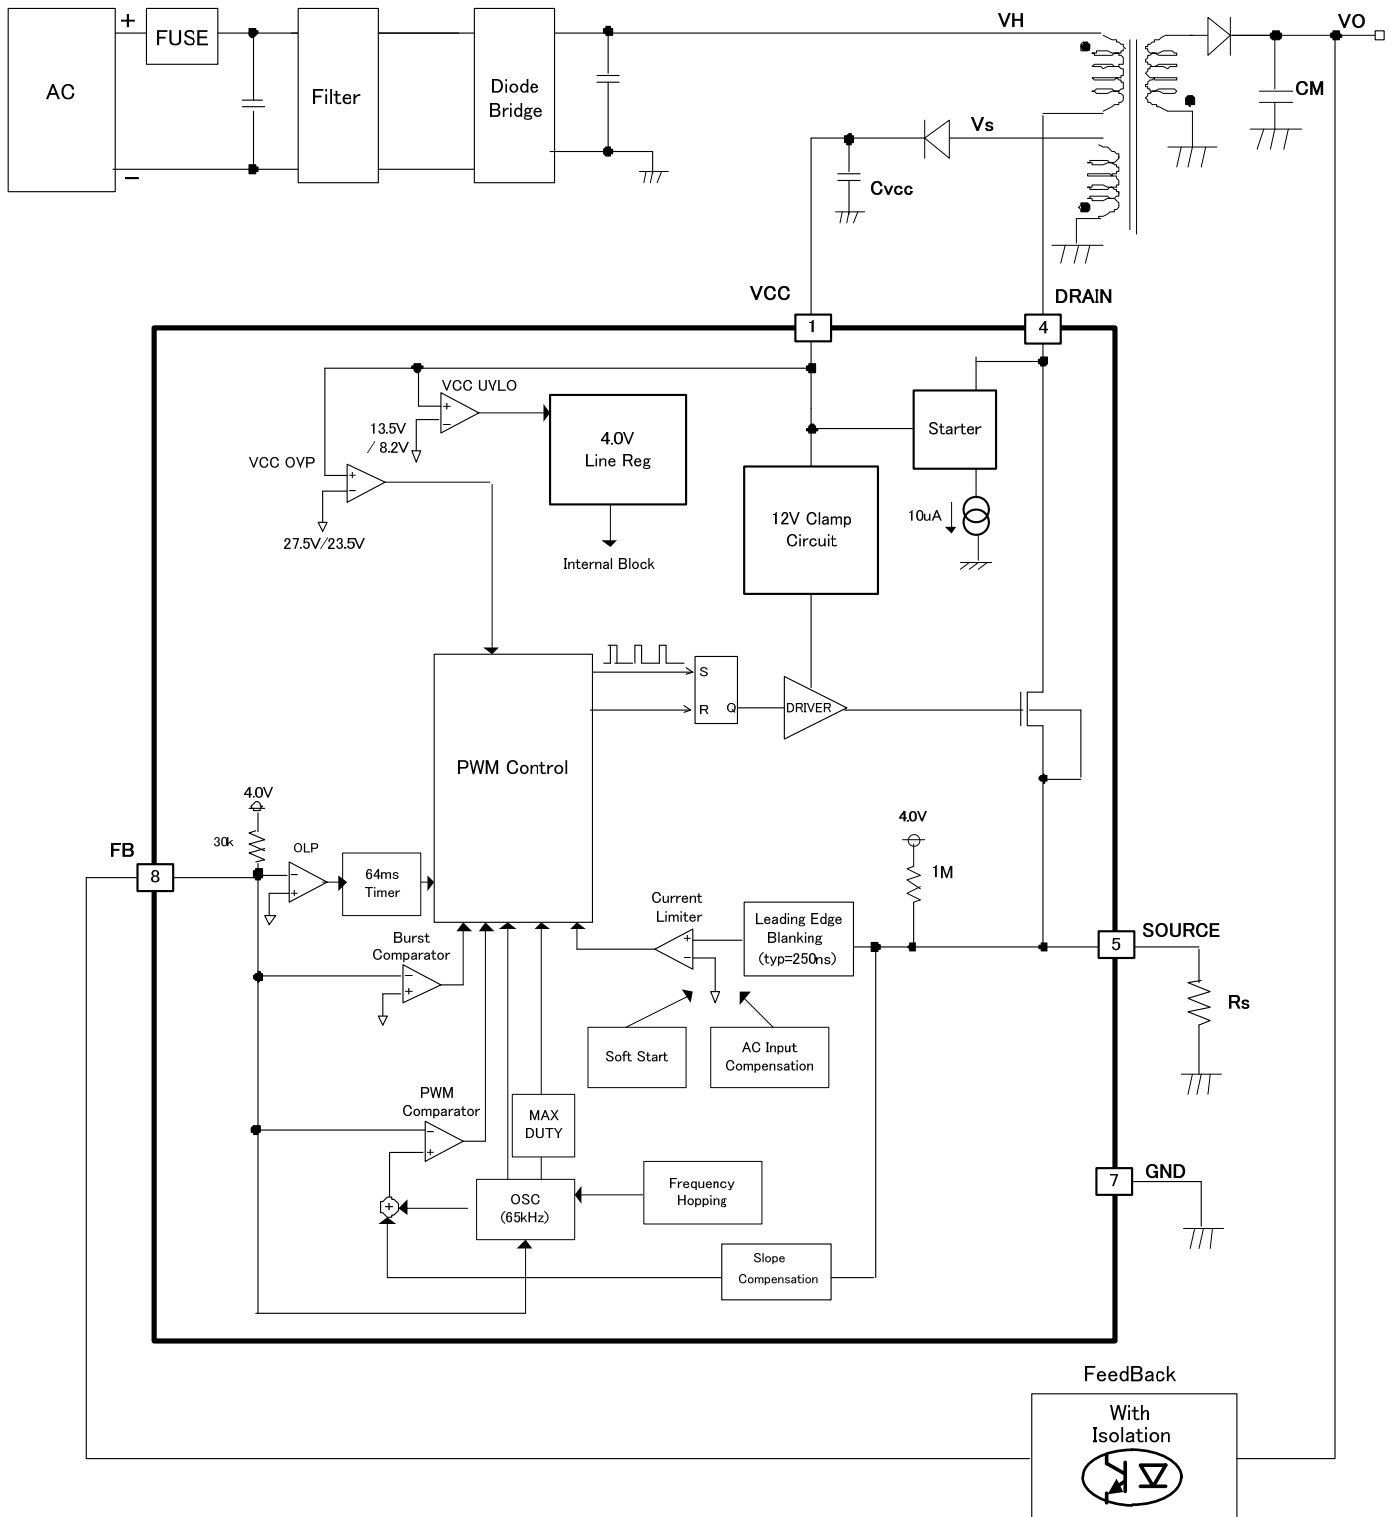 +
FUSE
AC
−
Filter
Diode
Bridge
VH
VO
CM
Vs
Cvcc
VCC
DRAIN
1
4
VCC UVLO
+
−
13.5V
/ 8.2V
4.0V
Line Reg
Starter
VCC OVP
+
−
27.5V/23.5V
12V Clamp
Circuit
10uA
Internal Block
S
R
Q
DRIVER
PWM Control
4.0V
30k
OLP
−
+
FB
8
64ms
Timer
4.0V
1M
Current
Limiter
+
−
Leading Edge
Blanking
(typ=250ns)
5
SOURCE
Burst
Comparator
−
+
Rs
Soft Start
AC Input
Compensation
PWM
Comparator
−
+
MAX
DUTY
7
GND
Frequency
Hopping
OSC
(65kHz)
+
Slope
Compensation
FeedBack
With
Isolation